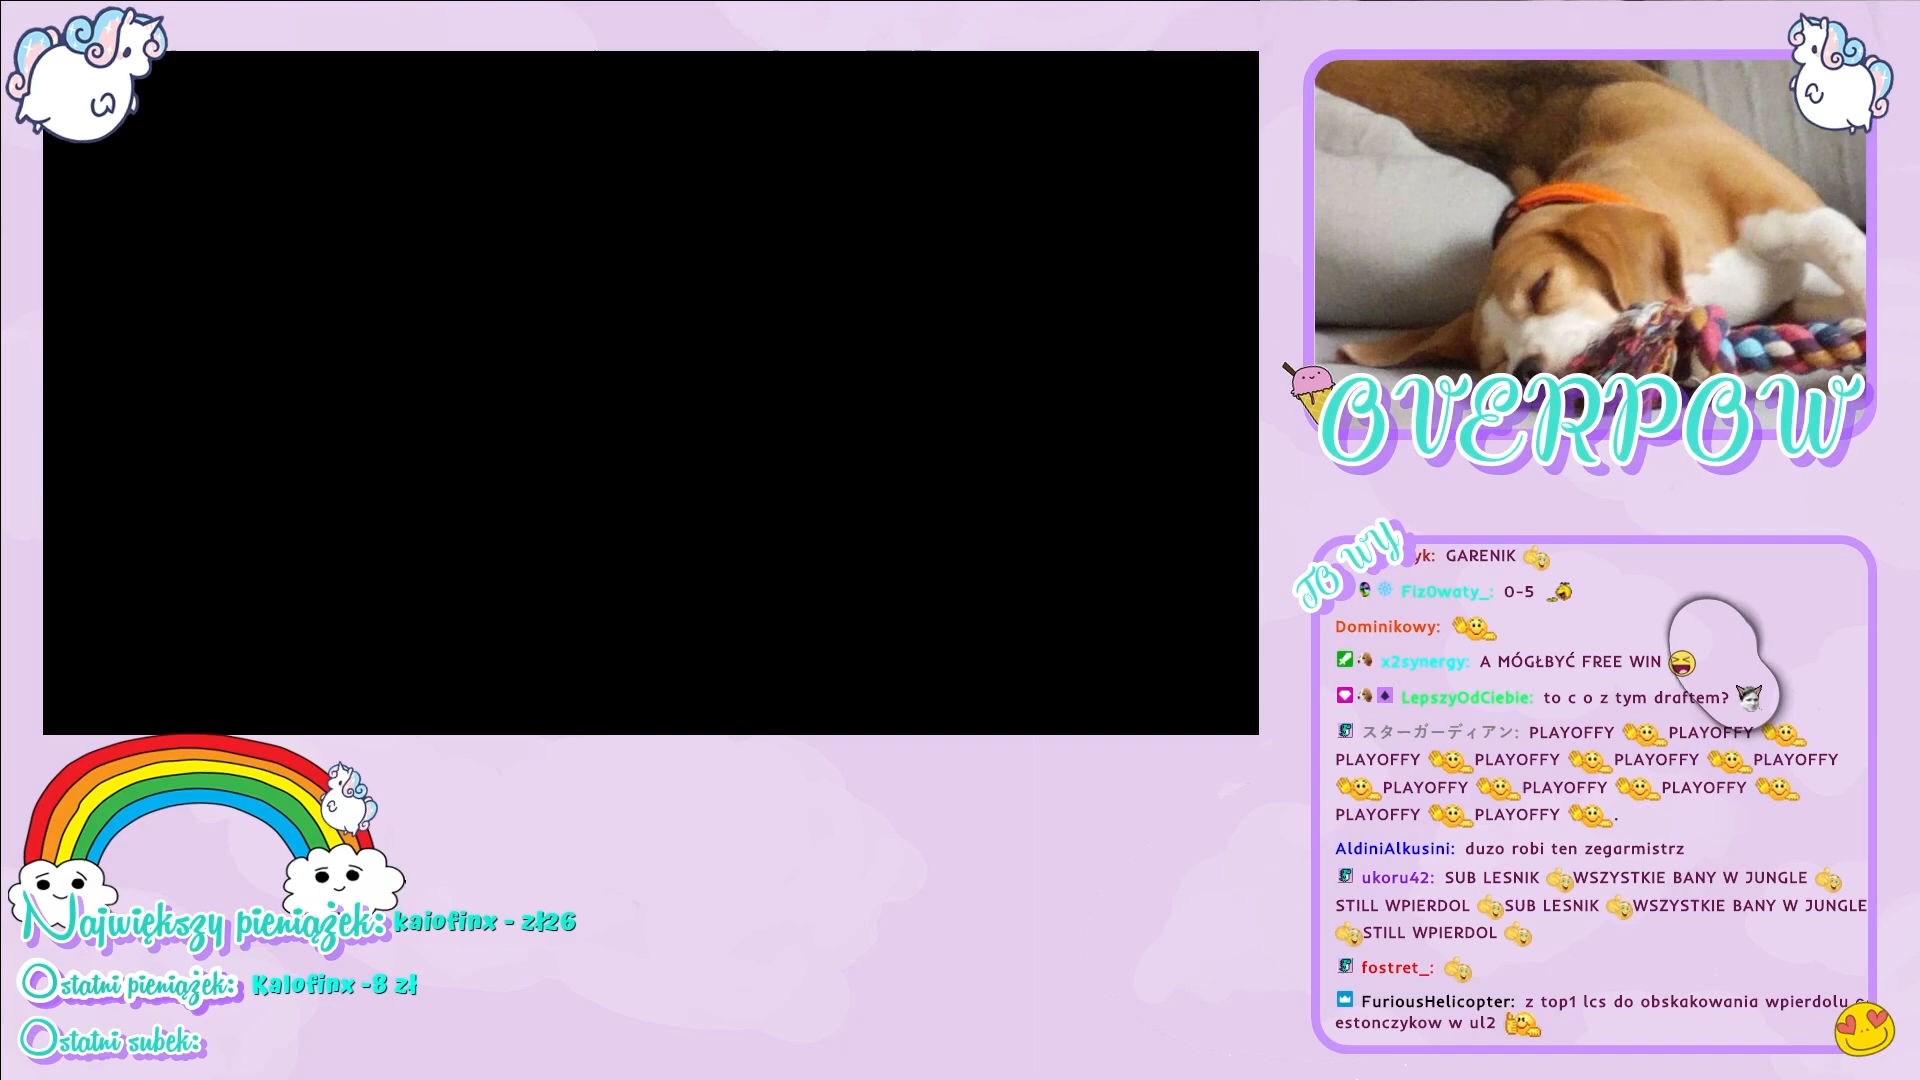 OVERPOW
TO WY
yk: GARENIK
Fiz0waty_: 0-5
Dominikowy:
x2synergy: A MÓGŁBYĆ FREE WIN
LepszyOdCiebie: to c o z tym draftem?
スターガーディアン: PLAYOFFY PLAYOFFY
PLAYOFFY PLAYOFFY PLAYOFFY PLAYOFFY
PLAYOFFY PLAYOFFY PLAYOFFY
PLAYOFFY PLAYOFFY .
AldiniAlkusini: duzo robi ten zegarmistrz
ukoru42: SUB LESNIK WSZYSTKIE BANY W JUNGLE
STILL WPIERDOL SUB LESNIK WSZYSTKIE BANY W JUNGLE
STILL WPIERDOL
fostret_:
FuriousHelicopter: z top1 lcs do obskakowania wpierdolu
estonczykow w ul2
Największy pieniążek: kaiofinx - zł26
Ostatni pieniążek: Kalofinx -8 zł
Ostatni subek: